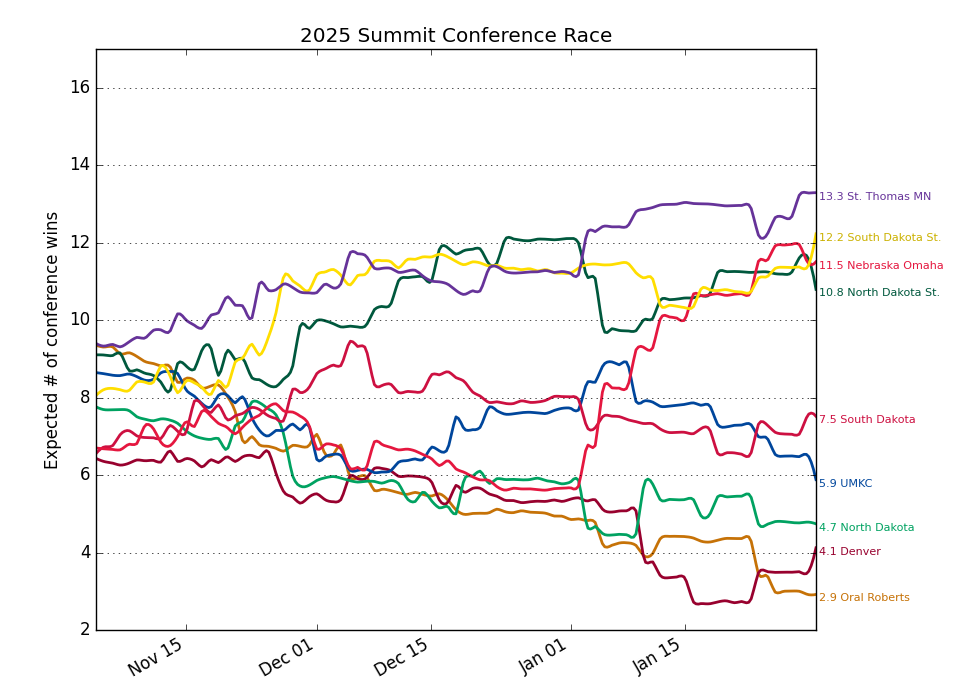 2025 Summit Conference Race
Expected # of conference wins
16
14
12
10
8
6
4
2
Nov 15
Dec 01
Dec 15
Jan 01
Jan 15
13.3 St. Thomas MN
12.2 South Dakota St.
11.5 Nebraska Omaha
10.8 North Dakota St.
7.5 South Dakota
5.9 UMKC
4.7 North Dakota
4.1 Denver
2.9 Oral Roberts